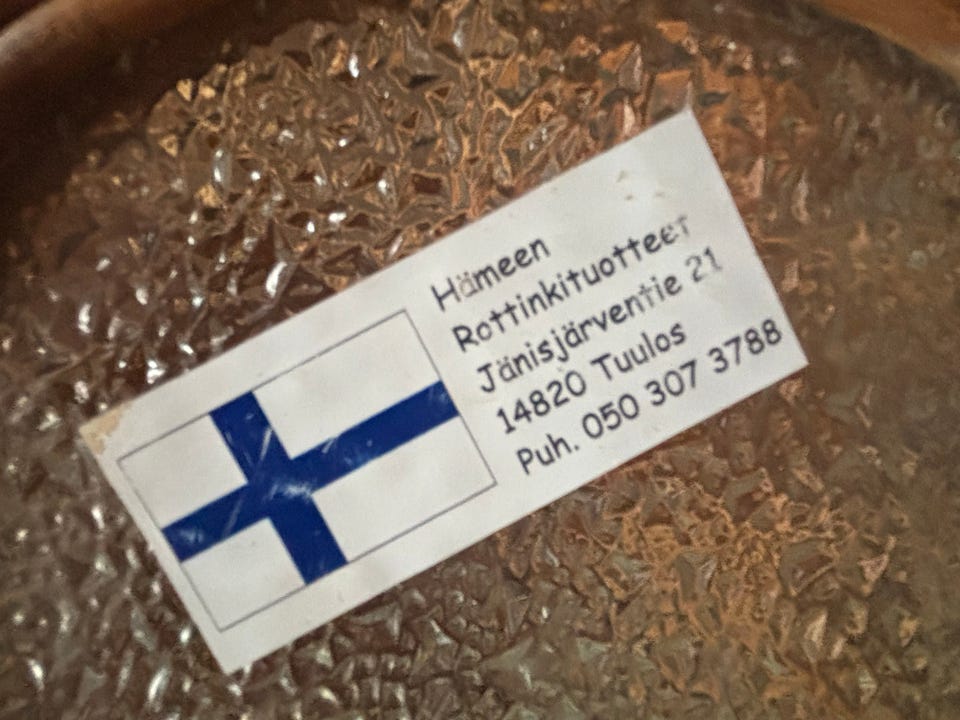 Hämeen
Rottinkituotteet
Jänisjärventie 21
14820 Tuulos
Puh. 050 307 3788